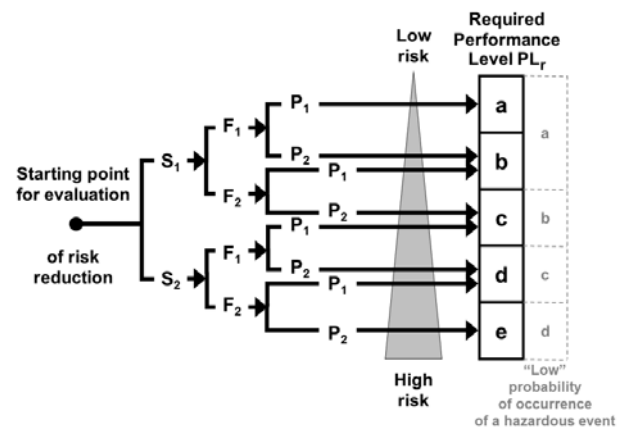 Required
Performance
Level PLr
Low
risk
Starting point
for evaluation
of risk
reduction
S1
F1
P1
P2
F2
P1
P2
S2
F1
P1
P2
F2
P1
P2
a
b
c
d
e
a
b
c
d
High
risk
“Low”
probability
of occurrence
of a hazardous event